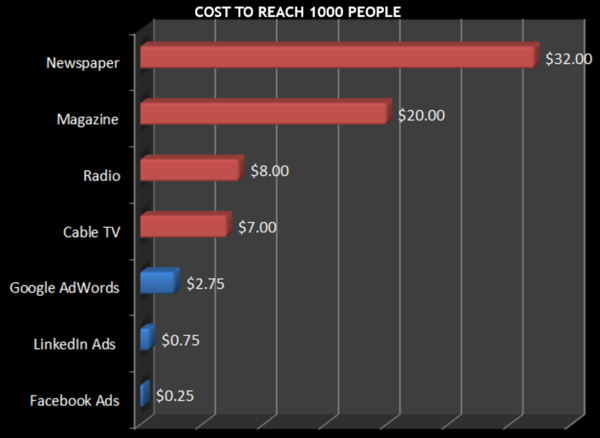 COST TO REACH 1000 PEOPLE
Newspaper $32.00
Magazine $20.00
Radio $8.00
Cable TV $7.00
Google AdWords $2.75
LinkedIn Ads $0.75
Facebook Ads $0.25